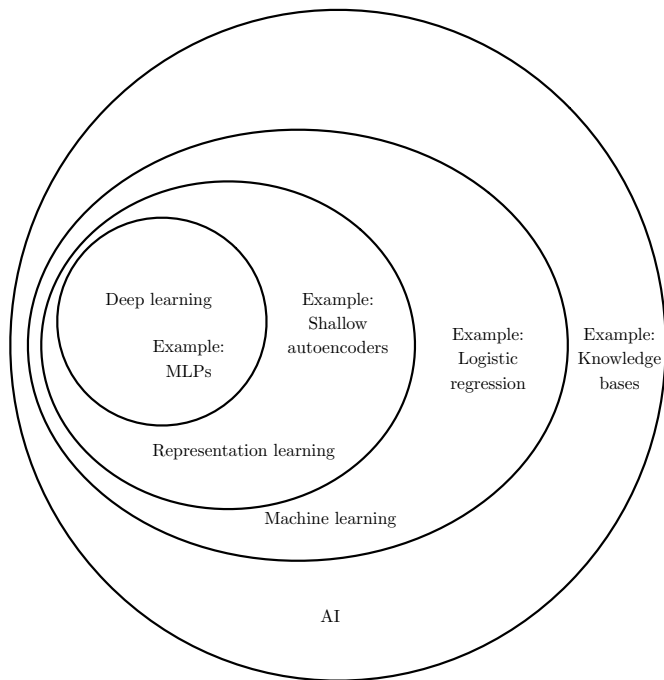 Deep learning
Example:
MLPs
Example:
Shallow
autoencoders
Example:
Logistic
regression
Example:
Knowledge
bases
Representation learning
Machine learning
AI